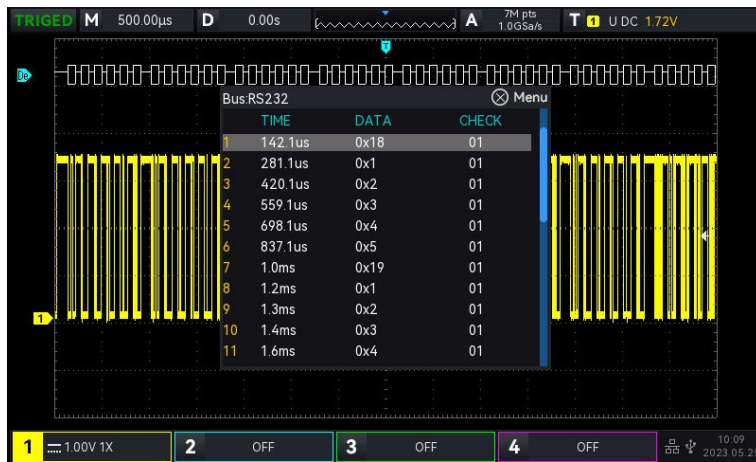 TRIGED M 500.00µs D 0.00s A 7M pts 1.0GSa/s T 1 U DC 1.72V
T
De
Bus:RS232 Menu
TIME DATA CHECK
1 142.1us 0x18 01
2 281.1us 0x1 01
3 420.1us 0x2 01
4 559.1us 0x3 01
5 698.1us 0x4 01
6 837.1us 0x5 01
7 1.0ms 0x19 01
8 1.2ms 0x1 01
9 1.3ms 0x2 01
10 1.4ms 0x3 01
11 1.6ms 0x4 01
1
1 1.00V 1X 2 OFF 3 OFF 4 OFF 10:09